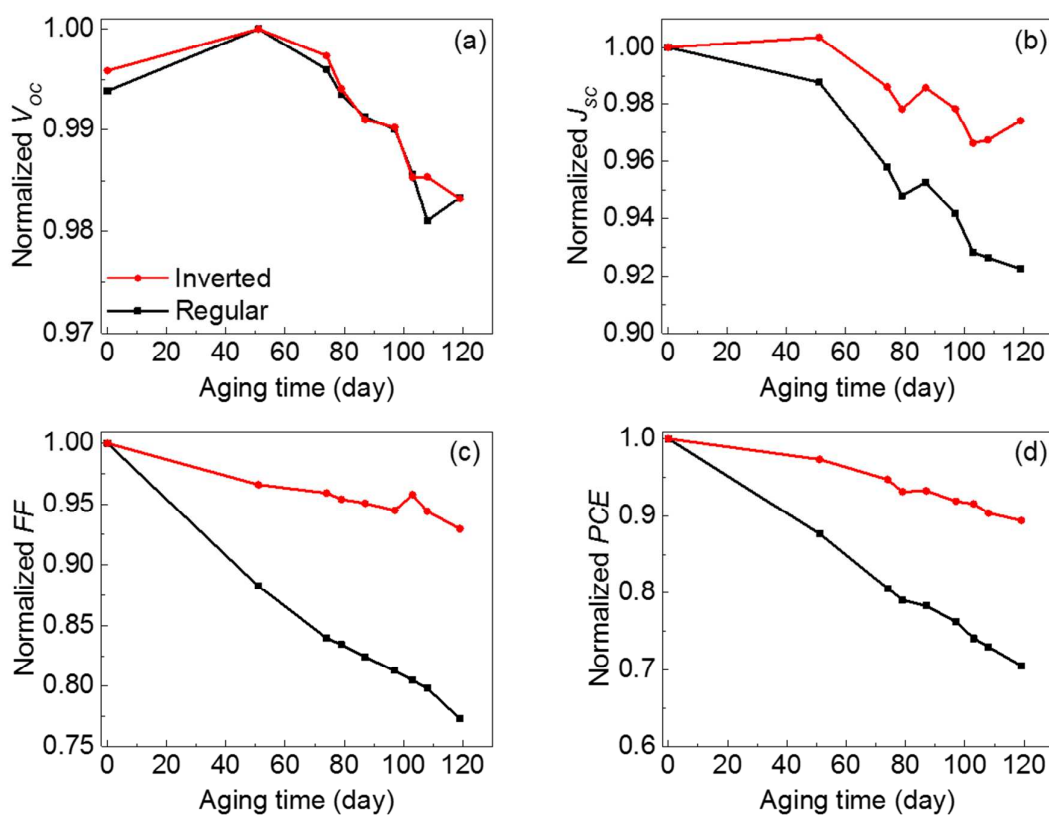 (a)
Normalized Voc
1.00
0.99
0.98
0.97
Inverted
Regular
0 20 40 60 80 100 120
Aging time (day)
(b)
Normalized Jsc
1.00
0.98
0.96
0.94
0.92
0.90
0 20 40 60 80 100 120
Aging time (day)
(c)
Normalized FF
1.00
0.95
0.90
0.85
0.80
0.75
0 20 40 60 80 100 120
Aging time (day)
(d)
Normalized PCE
1.0
0.9
0.8
0.7
0.6
0 20 40 60 80 100 120
Aging time (day)